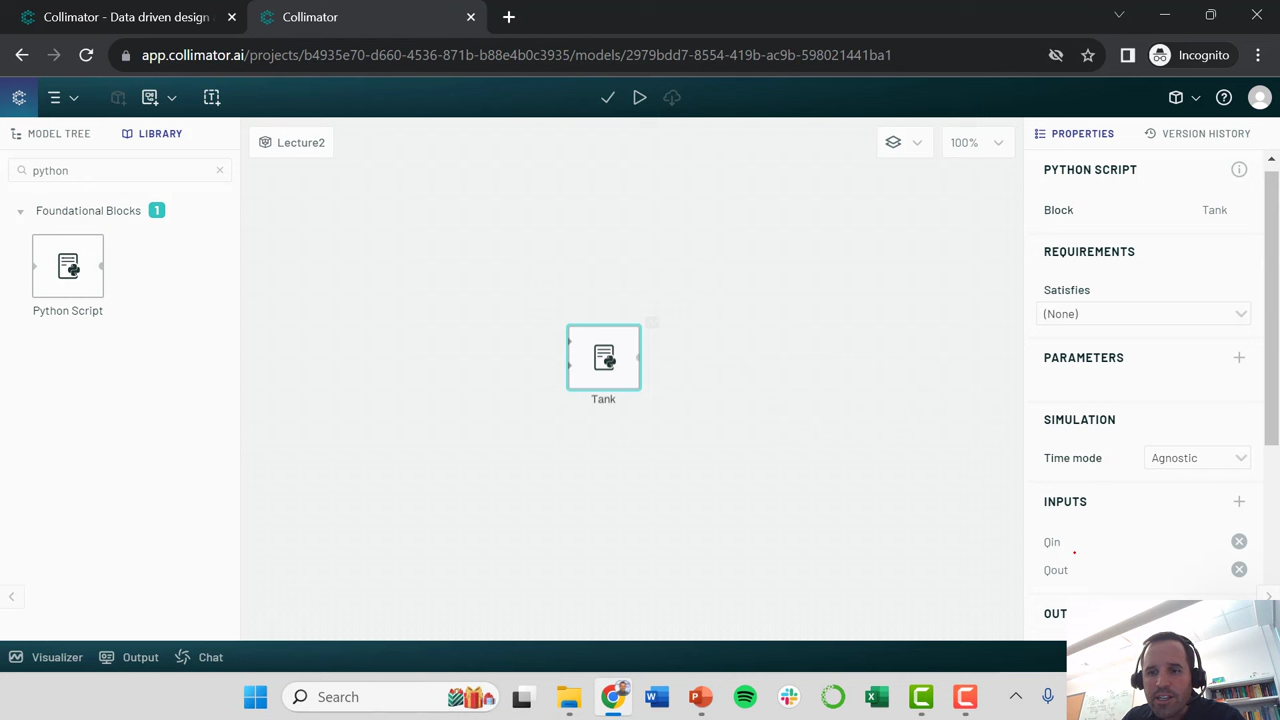 Collimator - Data driven design
Collimator
app.collimator.ai/projects/b4935e70-d660-4536-871b-b88e4b0c3935/models/2979bdd7-8554-419b-ac9b-598021441ba1
Incognito
MODEL TREE
LIBRARY
Lecture2
100%
PROPERTIES
VERSION HISTORY
python
PYTHON SCRIPT
Foundational Blocks 1
Block Tank
Python Script
REQUIREMENTS
Satisfies
(None)
PARAMETERS
Tank
SIMULATION
Time mode Agnostic
INPUTS
Qin
Qout
OUT
Visualizer
Output
Chat
Search